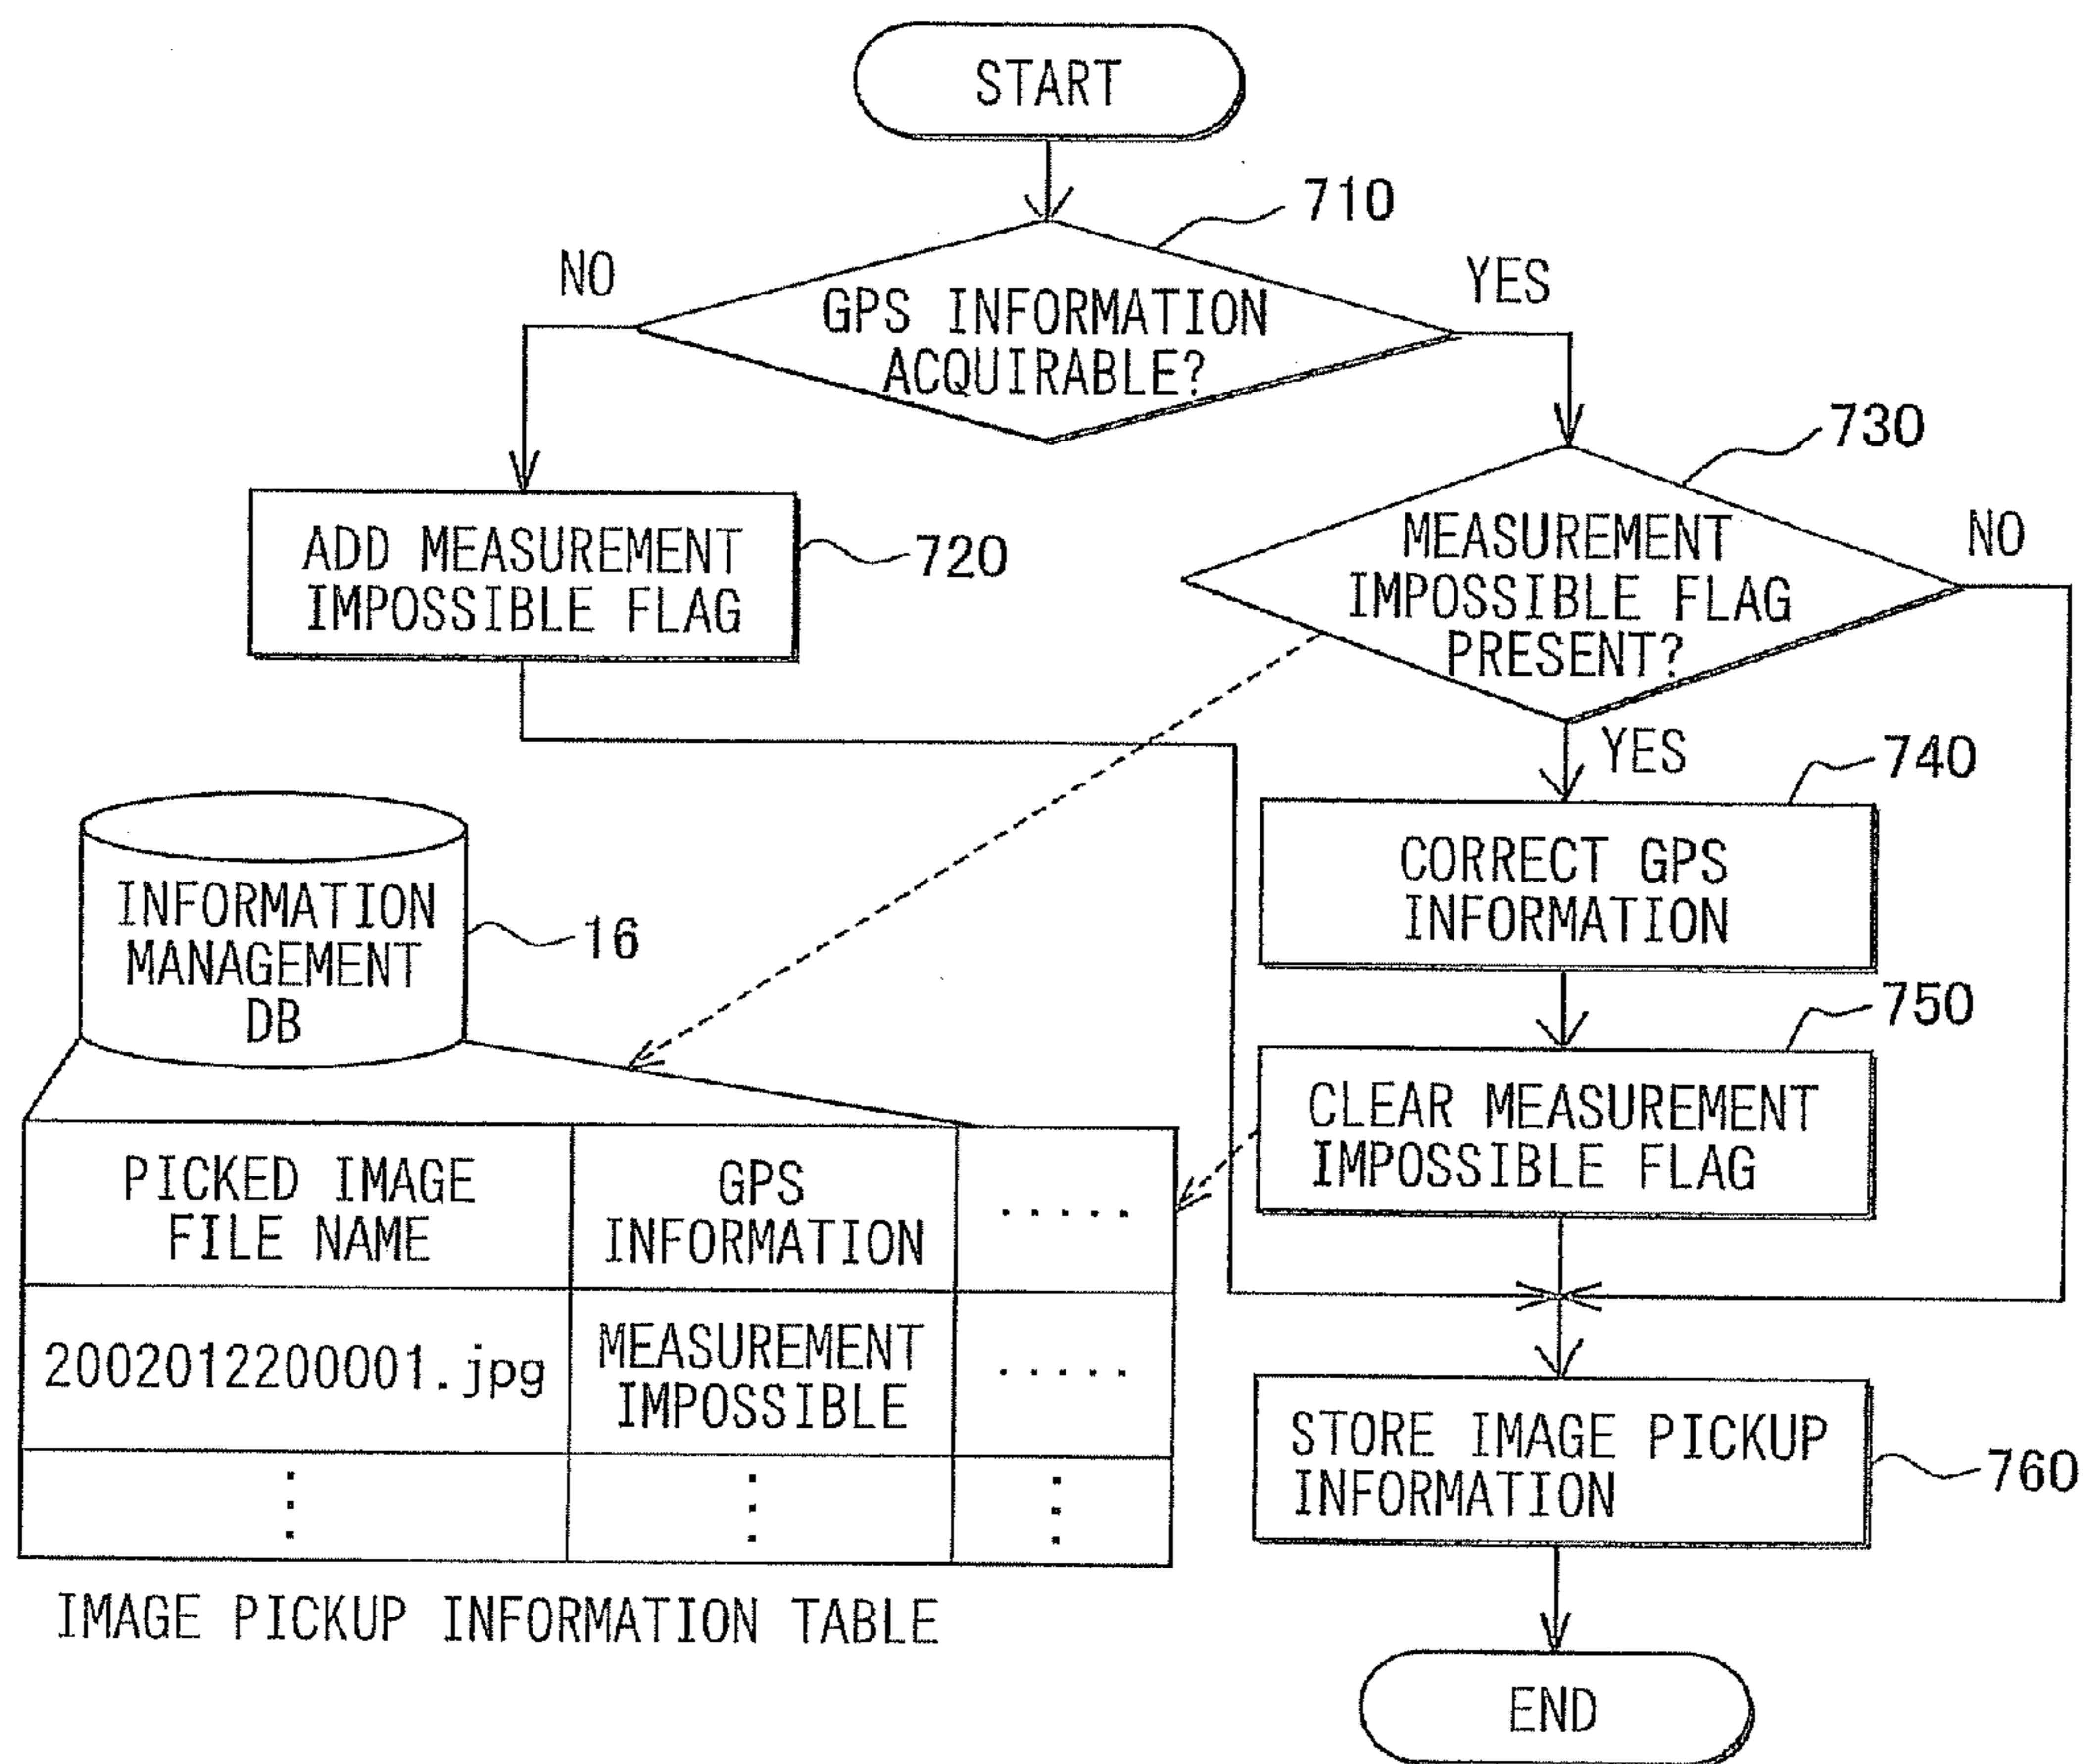 START
710
NO
YES
GPS INFORMATION
ACQUIRABLE?
730
ADD MEASUREMENT
IMPOSSIBLE FLAG
720
MEASUREMENT
IMPOSSIBLE FLAG
PRESENT?
NO
YES
740
CORRECT GPS
INFORMATION
INFORMATION
MANAGEMENT
DB
16
750
CLEAR MEASUREMENT
IMPOSSIBLE FLAG
PICKED IMAGE
FILE NAME
GPS
INFORMATION
.....
2002012200001.jpg
MEASUREMENT
IMPOSSIBLE
.....
STORE IMAGE PICKUP
INFORMATION
760
IMAGE PICKUP INFORMATION TABLE
END